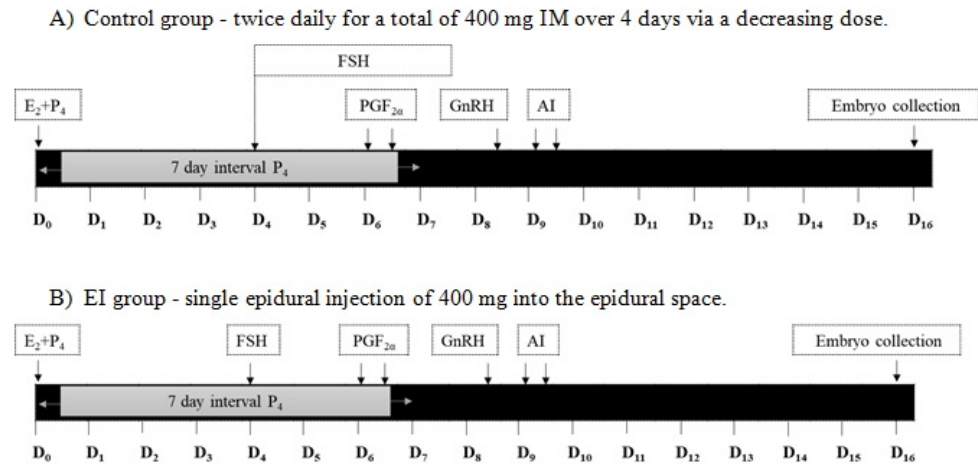 A) Control group - twice daily for a total of 400 mg IM over 4 days via a decreasing dose.
FSH
E₂+P₄ PGF₂α GnRH AI Embryo collection
7 day interval P₄
D₀ D₁ D₂ D₃ D₄ D₅ D₆ D₇ D₈ D₉ D₁₀ D₁₁ D₁₂ D₁₃ D₁₄ D₁₅ D₁₆
B) EI group - single epidural injection of 400 mg into the epidural space.
E₂+P₄ FSH PGF₂α GnRH AI Embryo collection
7 day interval P₄
D₀ D₁ D₂ D₃ D₄ D₅ D₆ D₇ D₈ D₉ D₁₀ D₁₁ D₁₂ D₁₃ D₁₄ D₁₅ D₁₆